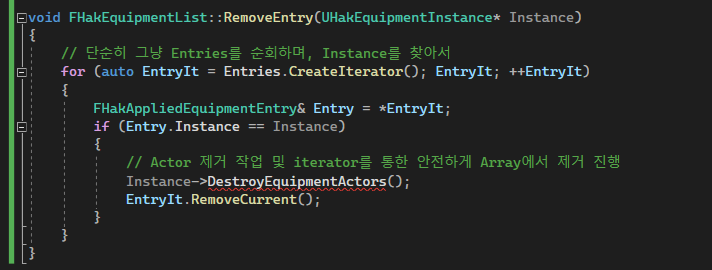 void FHakEquipmentList::RemoveEntry(UHakEquipmentInstance* Instance)
{
    // 단순히 그냥 Entries를 순회하며, Instance를 찾아서
    for (auto EntryIt = Entries.CreateIterator(); EntryIt; ++EntryIt)
    {
        FHakAppliedEquipmentEntry& Entry = *EntryIt;
        if (Entry.Instance == Instance)
        {
            // Actor 제거 작업 및 iterator를 통한 안전하게 Array에서 제거 진행
            Instance->DestroyEquipmentActors();
            EntryIt.RemoveCurrent();
        }
    }
}